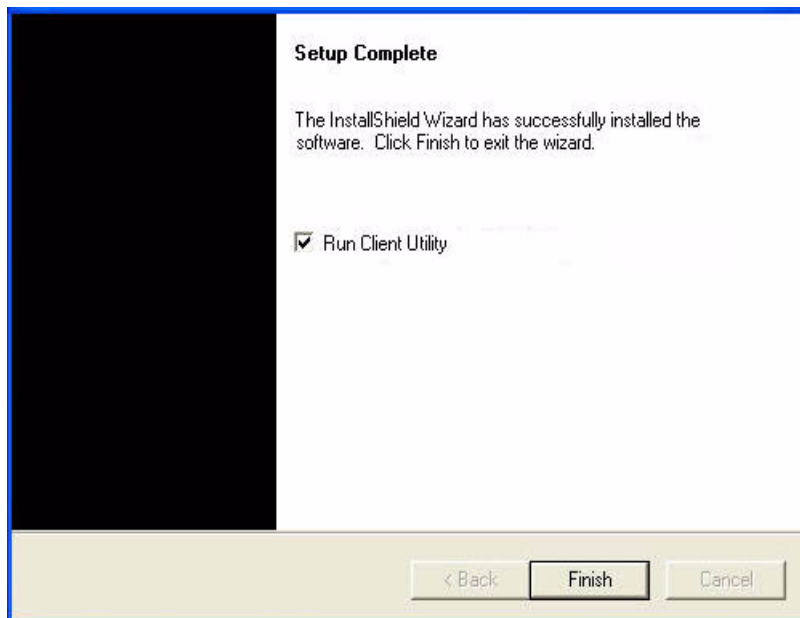 Setup Complete
The InstallShield Wizard has successfully installed the
software. Click Finish to exit the wizard.
Run Client Utility
< Back
Finish
Cancel